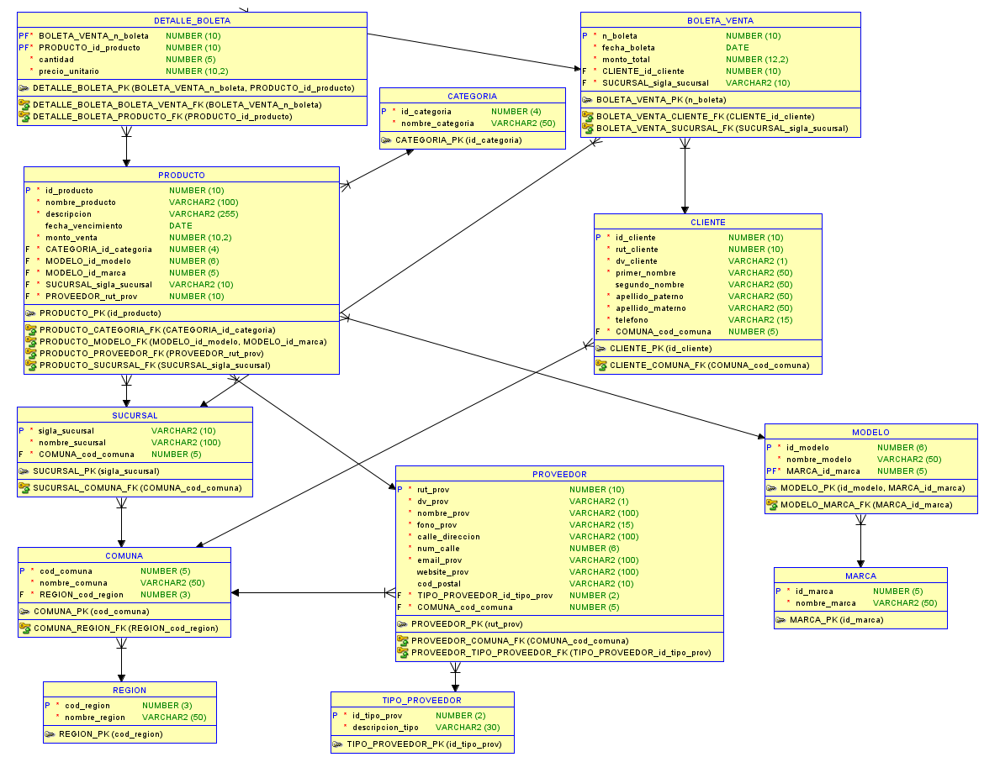 DETALLE_BOLETA
PF* BOLETA_VENTA_n_boleta NUMBER (10)
PF* PRODUCTO_id_producto NUMBER (10)
* cantidad NUMBER (5)
* precio_unitario NUMBER (10,2)
DETALLE_BOLETA_PK (BOLETA_VENTA_n_boleta, PRODUCTO_id_producto)
DETALLE_BOLETA_BOLETA_VENTA_FK (BOLETA_VENTA_n_boleta)
DETALLE_BOLETA_PRODUCTO_FK (PRODUCTO_id_producto)
BOLETA_VENTA
P * n_boleta NUMBER (10)
* fecha_boleta DATE
* monto_total NUMBER (12,2)
F * CLIENTE_id_cliente NUMBER (10)
F * SUCURSAL_sigla_sucursal VARCHAR2 (10)
BOLETA_VENTA_PK (n_boleta)
BOLETA_VENTA_CLIENTE_FK (CLIENTE_id_cliente)
BOLETA_VENTA_SUCURSAL_FK (SUCURSAL_sigla_sucursal)
CATEGORIA
P * id_categoria NUMBER (4)
* nombre_categoria VARCHAR2 (50)
CATEGORIA_PK (id_categoria)
PRODUCTO
P * id_producto NUMBER (10)
* nombre_producto VARCHAR2 (100)
* descripcion VARCHAR2 (255)
fecha_vencimiento DATE
* monto_venta NUMBER (10,2)
F * CATEGORIA_id_categoria NUMBER (4)
F * MODELO_id_modelo NUMBER (6)
F * MODELO_id_marca NUMBER (5)
F * SUCURSAL_sigla_sucursal VARCHAR2 (10)
F * PROVEEDOR_rut_prov NUMBER (10)
PRODUCTO_PK (id_producto)
PRODUCTO_CATEGORIA_FK (CATEGORIA_id_categoria)
PRODUCTO_MODELO_FK (MODELO_id_modelo, MODELO_id_marca)
PRODUCTO_PROVEEDOR_FK (PROVEEDOR_rut_prov)
PRODUCTO_SUCURSAL_FK (SUCURSAL_sigla_sucursal)
CLIENTE
P * id_cliente NUMBER (10)
* rut_cliente NUMBER (10)
* dv_cliente VARCHAR2 (1)
* primer_nombre VARCHAR2 (50)
segundo_nombre VARCHAR2 (50)
* apellido_paterno VARCHAR2 (50)
* apellido_materno VARCHAR2 (50)
* telefono VARCHAR2 (15)
F * COMUNA_cod_comuna NUMBER (5)
CLIENTE_PK (id_cliente)
CLIENTE_COMUNA_FK (COMUNA_cod_comuna)
SUCURSAL
P * sigla_sucursal VARCHAR2 (10)
* nombre_sucursal VARCHAR2 (100)
F * COMUNA_cod_comuna NUMBER (5)
SUCURSAL_PK (sigla_sucursal)
SUCURSAL_COMUNA_FK (COMUNA_cod_comuna)
MODELO
P * id_modelo NUMBER (6)
* nombre_modelo VARCHAR2 (50)
PF* MARCA_id_marca NUMBER (5)
MODELO_PK (id_modelo, MARCA_id_marca)
MODELO_MARCA_FK (MARCA_id_marca)
PROVEEDOR
P * rut_prov NUMBER (10)
* dv_prov VARCHAR2 (1)
* nombre_prov VARCHAR2 (100)
* fono_prov VARCHAR2 (15)
* calle_direccion VARCHAR2 (100)
* num_calle NUMBER (6)
* email_prov VARCHAR2 (100)
website_prov VARCHAR2 (100)
cod_postal VARCHAR2 (10)
F * TIPO_PROVEEDOR_id_tipo_prov NUMBER (2)
F * COMUNA_cod_comuna NUMBER (5)
PROVEEDOR_PK (rut_prov)
PROVEEDOR_COMUNA_FK (COMUNA_cod_comuna)
PROVEEDOR_TIPO_PROVEEDOR_FK (TIPO_PROVEEDOR_id_tipo_prov)
COMUNA
P * cod_comuna NUMBER (5)
* nombre_comuna VARCHAR2 (50)
F * REGION_cod_region NUMBER (3)
COMUNA_PK (cod_comuna)
COMUNA_REGION_FK (REGION_cod_region)
MARCA
P * id_marca NUMBER (5)
* nombre_marca VARCHAR2 (50)
MARCA_PK (id_marca)
REGION
P * cod_region NUMBER (3)
* nombre_region VARCHAR2 (50)
REGION_PK (cod_region)
TIPO_PROVEEDOR
P * id_tipo_prov NUMBER (2)
* descripcion_tipo VARCHAR2 (30)
TIPO_PROVEEDOR_PK (id_tipo_prov)